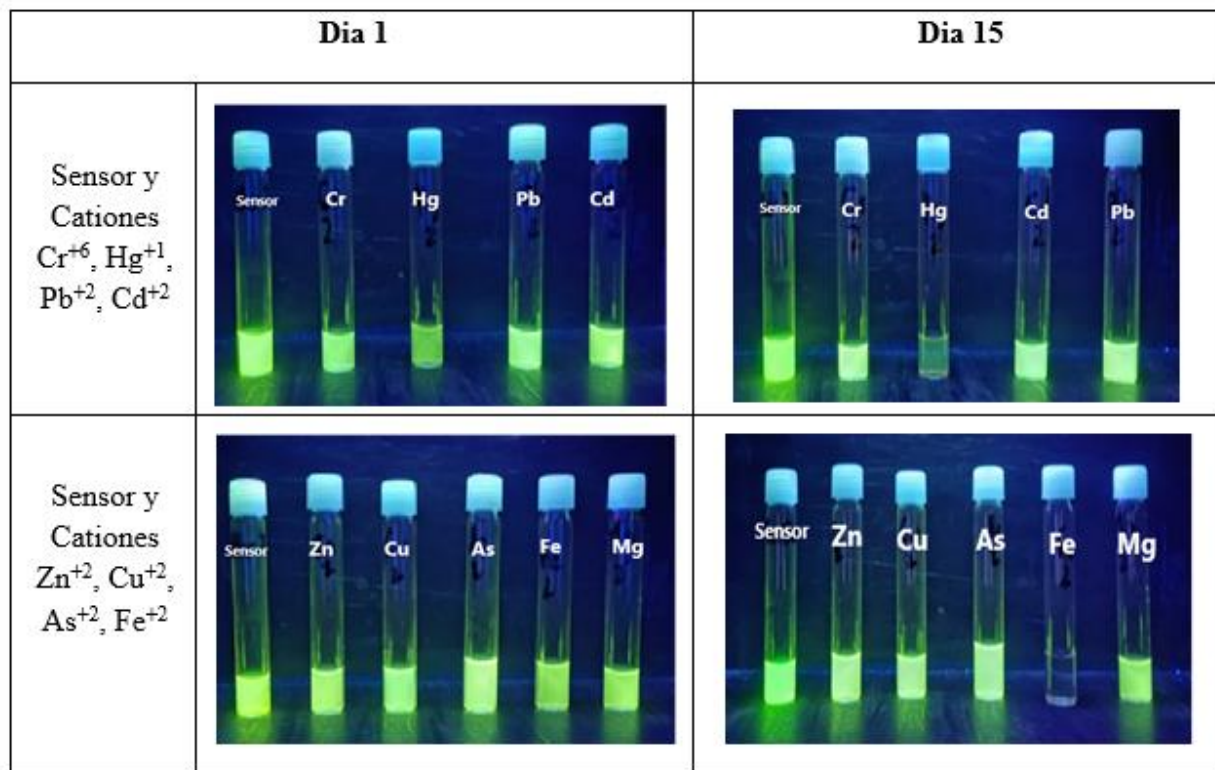 Dia 1
Dia 15
Sensor y
Cationes
Cr+6, Hg+1,
Pb+2, Cd+2
Sensor
Cr
Hg
Pb
Cd
Sensor
Cr
Hg
Cd
Pb
Sensor y
Cationes
Zn+2, Cu+2,
As+2, Fe+2
Sensor
Zn
Cu
As
Fe
Mg
Sensor
Zn
Cu
As
Fe
Mg